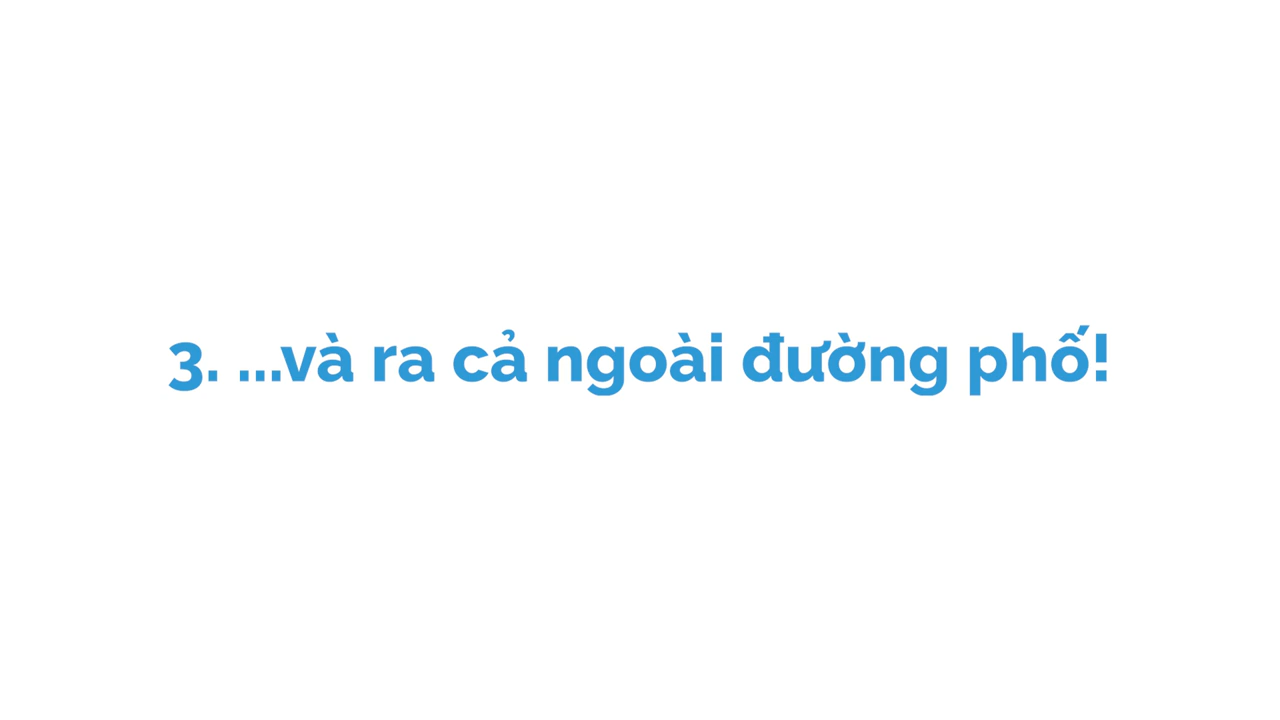 3. ...và ra cả ngoài đường phố!